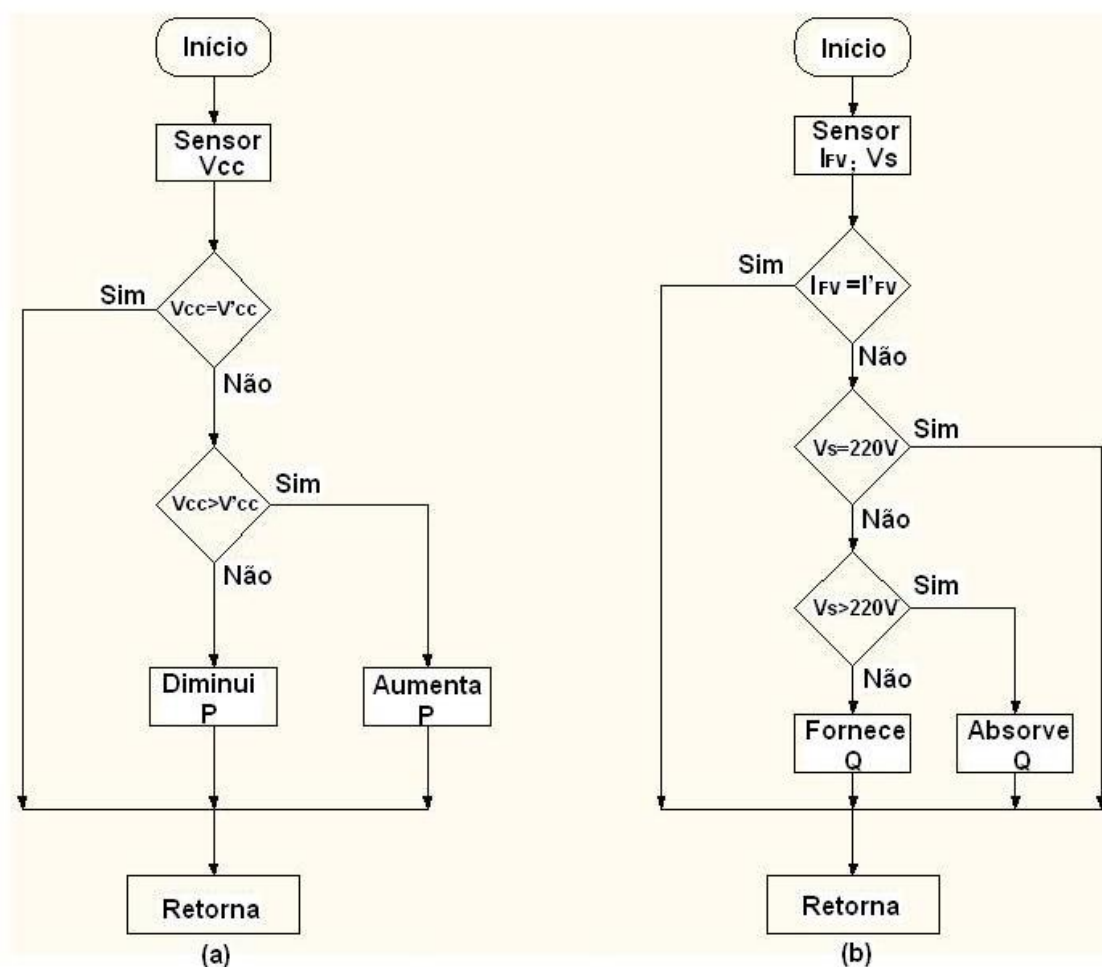 Início
Sensor
Vcc
Sim
Vcc=V'cc
Não
Vcc>V'cc
Sim
Não
Diminui
P
Aumenta
P
Retorna
(a)
Início
Sensor
IFV; Vs
Sim
IFV=I'FV
Não
Vs=220V
Sim
Não
Vs>220V
Sim
Não
Fornece
Q
Absorve
Q
Retorna
(b)